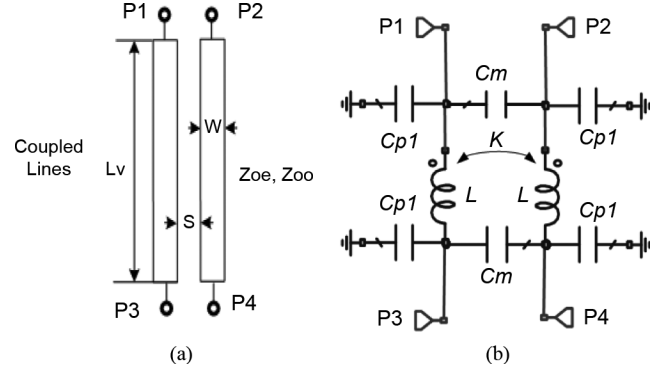 P1
P2
Coupled
Lines
Lv
W
Zoe, Zoo
S
P3
P4
(a)
P1
P2
Cm
Cp1
Cp1
K
L
L
Cp1
Cp1
Cm
P3
P4
(b)